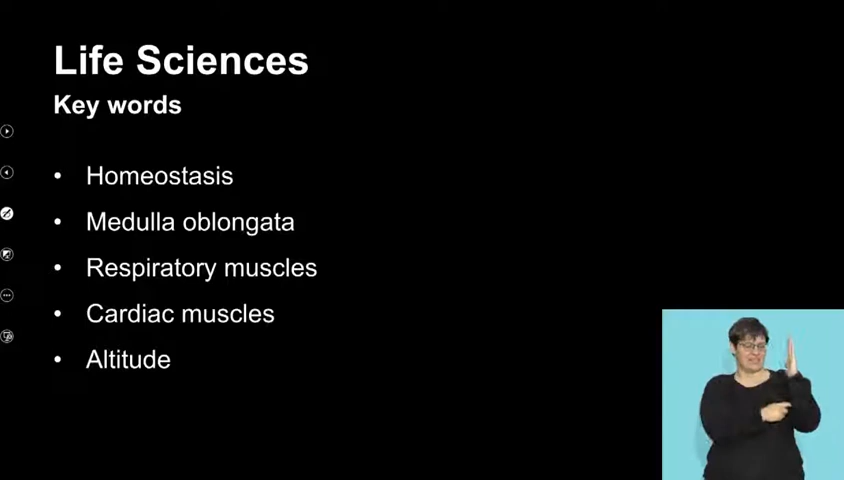 Life Sciences
Key words
• Homeostasis
• Medulla oblongata
• Respiratory muscles
• Cardiac muscles
• Altitude